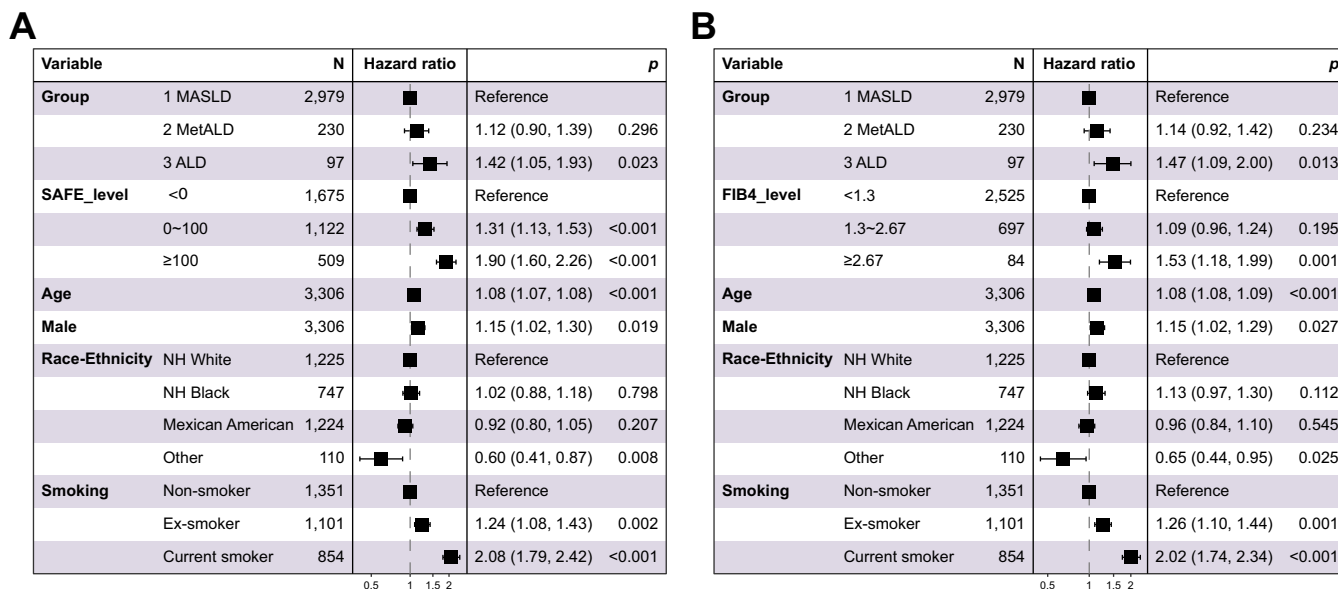 A
Variable N Hazard ratio p
Group 1 MASLD 2,979 Reference
2 MetALD 230 1.12 (0.90, 1.39) 0.296
3 ALD 97 1.42 (1.05, 1.93) 0.023
SAFE_level <0 1,675 Reference
0~100 1,122 1.31 (1.13, 1.53) <0.001
≥100 509 1.90 (1.60, 2.26) <0.001
Age 3,306 1.08 (1.07, 1.08) <0.001
Male 3,306 1.15 (1.02, 1.30) 0.019
Race-Ethnicity NH White 1,225 Reference
NH Black 747 1.02 (0.88, 1.18) 0.798
Mexican American 1,224 0.92 (0.80, 1.05) 0.207
Other 110 0.60 (0.41, 0.87) 0.008
Smoking Non-smoker 1,351 Reference
Ex-smoker 1,101 1.24 (1.08, 1.43) 0.002
Current smoker 854 2.08 (1.79, 2.42) <0.001
0.5 1 1.5 2
B
Variable N Hazard ratio p
Group 1 MASLD 2,979 Reference
2 MetALD 230 1.14 (0.92, 1.42) 0.234
3 ALD 97 1.47 (1.09, 2.00) 0.013
FIB4_level <1.3 2,525 Reference
1.3~2.67 697 1.09 (0.96, 1.24) 0.195
≥2.67 84 1.53 (1.18, 1.99) 0.001
Age 3,306 1.08 (1.08, 1.09) <0.001
Male 3,306 1.15 (1.02, 1.29) 0.027
Race-Ethnicity NH White 1,225 Reference
NH Black 747 1.13 (0.97, 1.30) 0.112
Mexican American 1,224 0.96 (0.84, 1.10) 0.545
Other 110 0.65 (0.44, 0.95) 0.025
Smoking Non-smoker 1,351 Reference
Ex-smoker 1,101 1.26 (1.10, 1.44) 0.001
Current smoker 854 2.02 (1.74, 2.34) <0.001
0.5 1 1.5 2